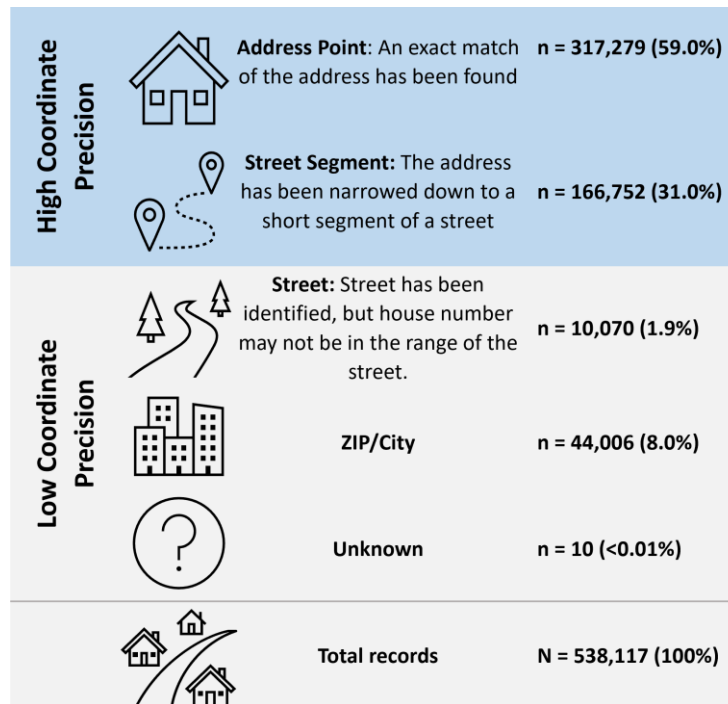 High Coordinate
Precision
Address Point: An exact match
of the address has been found
n = 317,279 (59.0%)
Street Segment: The address
has been narrowed down to a
short segment of a street
n = 166,752 (31.0%)
Low Coordinate
Precision
Street: Street has been
identified, but house number
may not be in the range of the
street.
n = 10,070 (1.9%)
ZIP/City
n = 44,006 (8.0%)
?
Unknown
n = 10 (<0.01%)
Total records
N = 538,117 (100%)